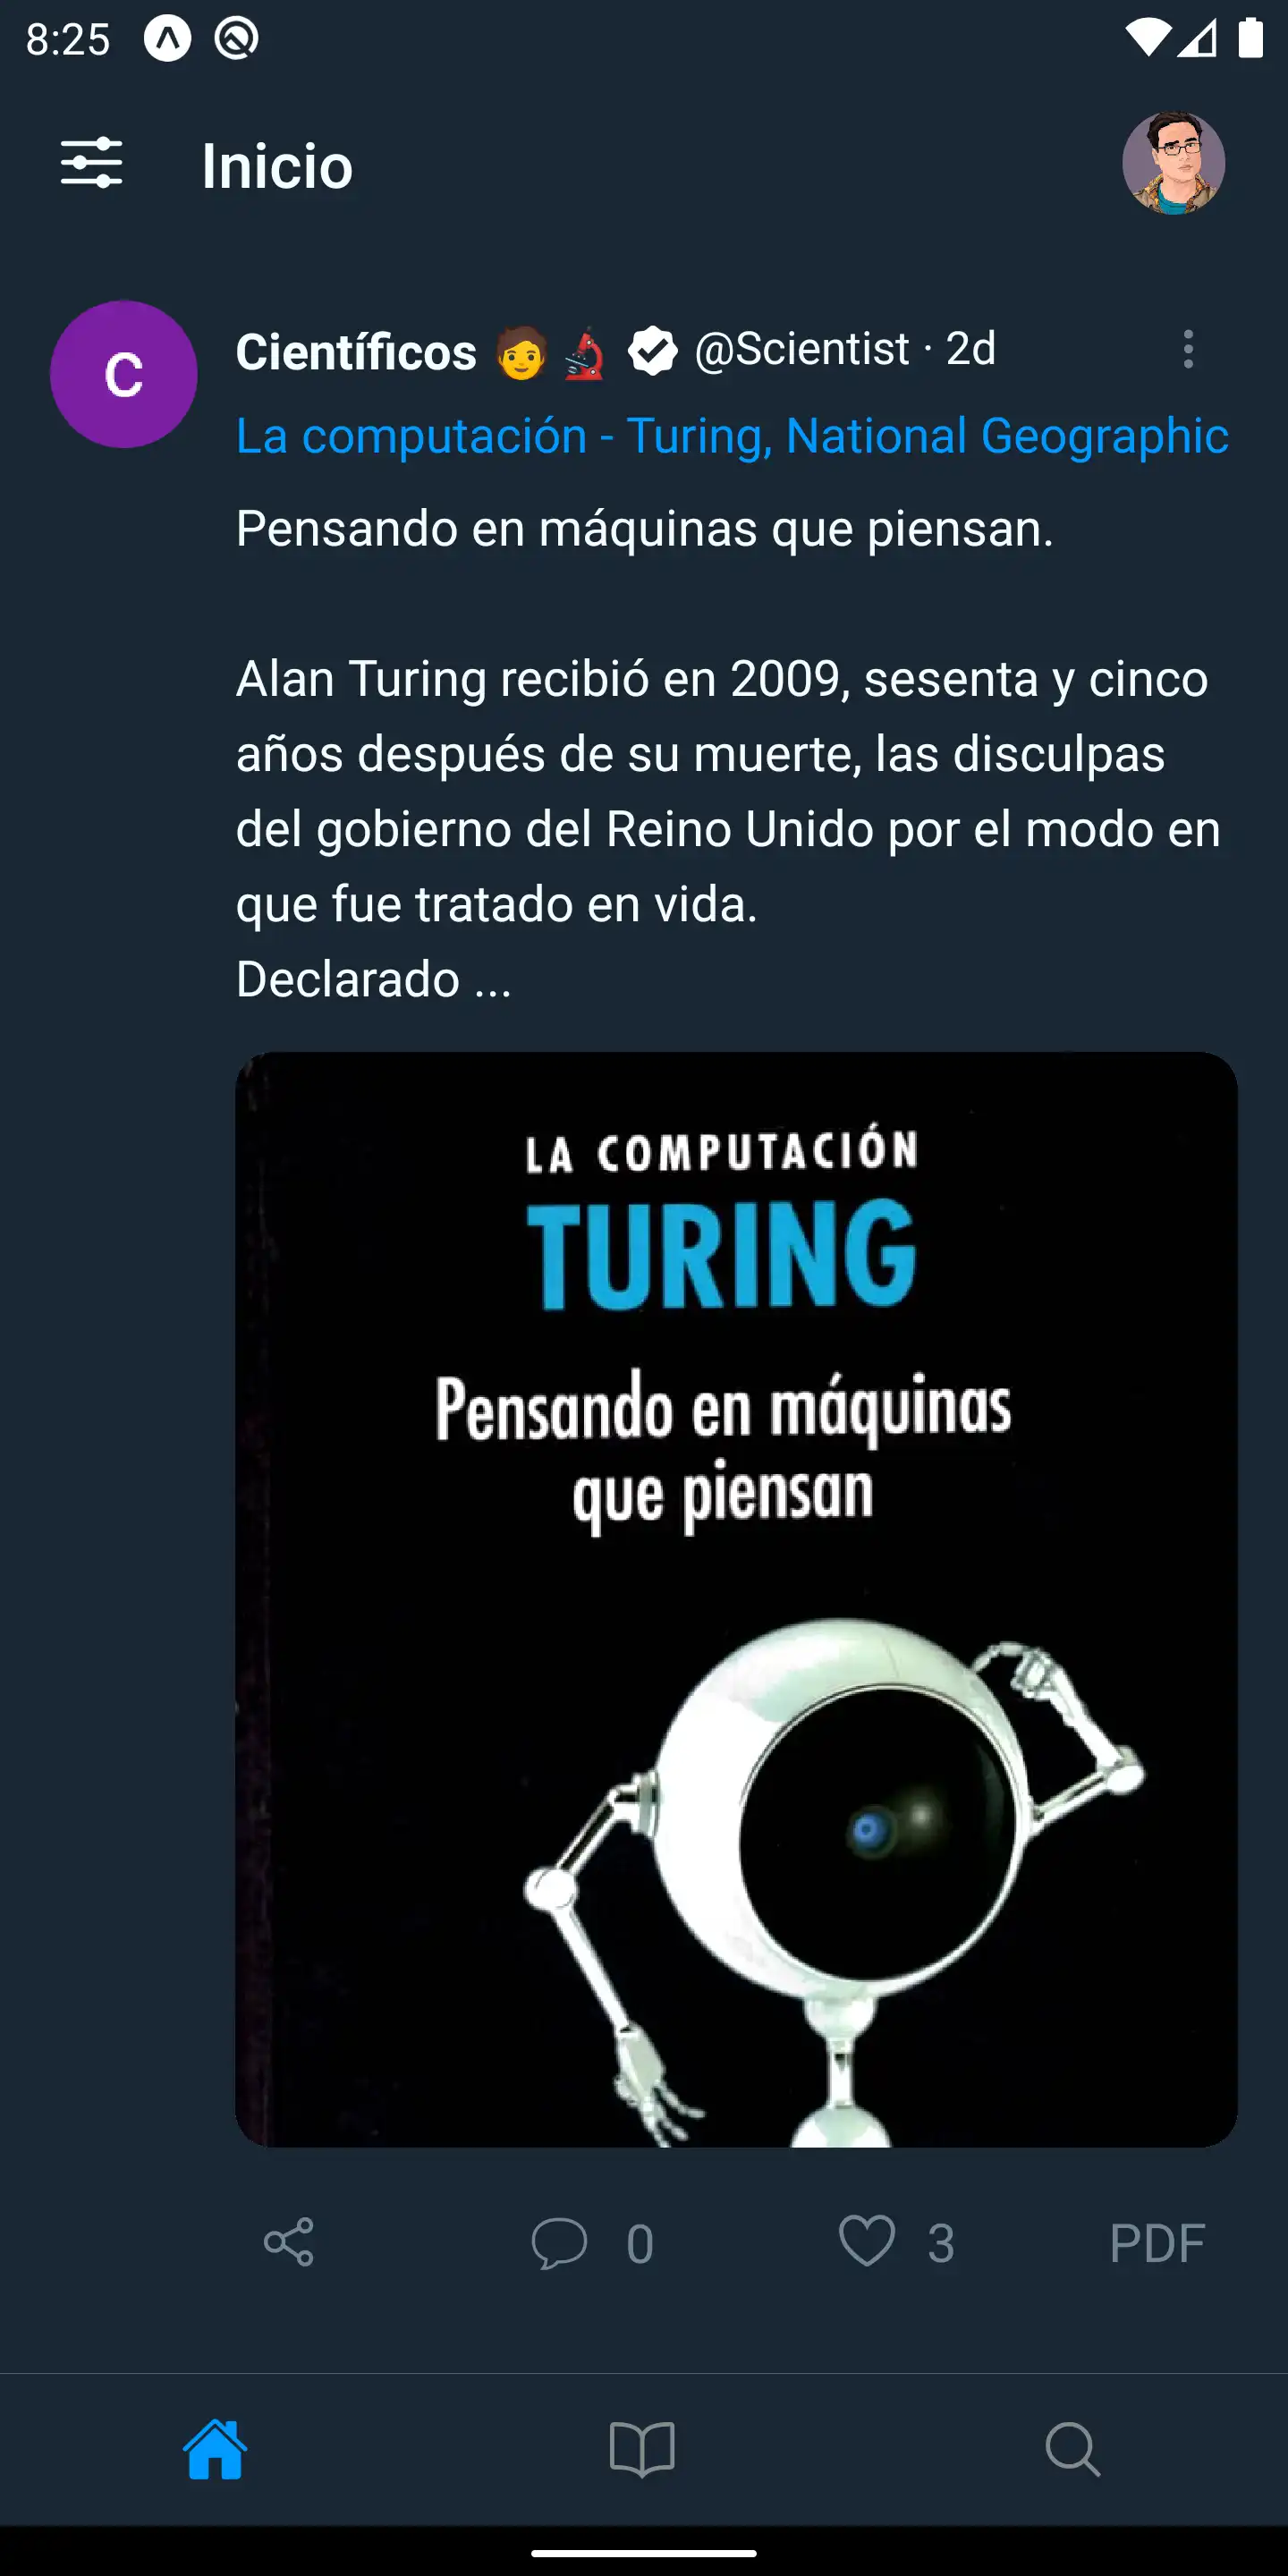 8:25
Inicio
C
Científicos 🧑 🔬 @Scientist · 2d
La computación - Turing, National Geographic
Pensando en máquinas que piensan.
Alan Turing recibió en 2009, sesenta y cinco
años después de su muerte, las disculpas
del gobierno del Reino Unido por el modo en
que fue tratado en vida.
Declarado ...
LA COMPUTACIÓN
TURING
Pensando en máquinas
que piensan
0
3
PDF